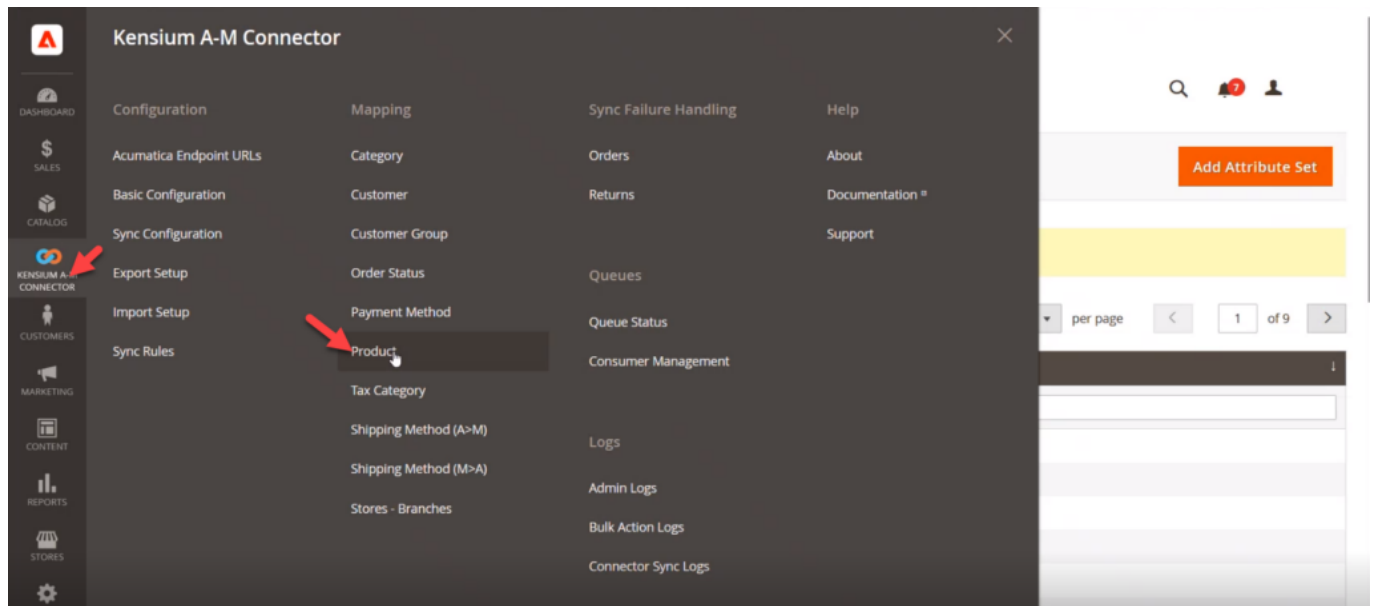 Kensium A-M Connector
DASHBOARD
SALES
CATALOG
KENSIUM A-M
CONNECTOR
CUSTOMERS
MARKETING
CONTENT
REPORTS
STORES
Configuration
Acumatica Endpoint URLs
Basic Configuration
Sync Configuration
Export Setup
Import Setup
Sync Rules
Mapping
Category
Customer
Customer Group
Order Status
Payment Method
Product
Tax Category
Shipping Method (A>M)
Shipping Method (M>A)
Stores - Branches
Sync Failure Handling
Orders
Returns
Queues
Queue Status
Consumer Management
Logs
Admin Logs
Bulk Action Logs
Connector Sync Logs
Help
About
Documentation
Support
7
Add Attribute Set
per page
1 of 9